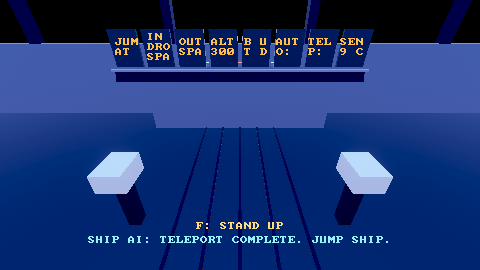 JUM
AT
IN
DRO
SPA
OUT
SPA
ALT
300
B U
T D
AUT
O:
TEL
P:
SEN
9 C
F: STAND UP
SHIP AI: TELEPORT COMPLETE. JUMP SHIP.